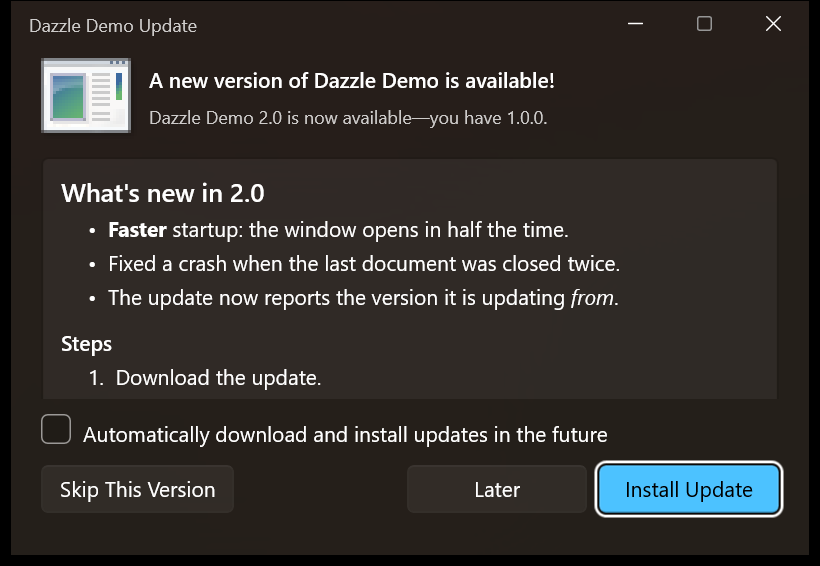 Dazzle Demo Update
A new version of Dazzle Demo is available!
Dazzle Demo 2.0 is now available—you have 1.0.0.
What's new in 2.0
• Faster startup: the window opens in half the time.
• Fixed a crash when the last document was closed twice.
• The update now reports the version it is updating from.
Steps
1. Download the update.
Automatically download and install updates in the future
Skip This Version
Later
Install Update